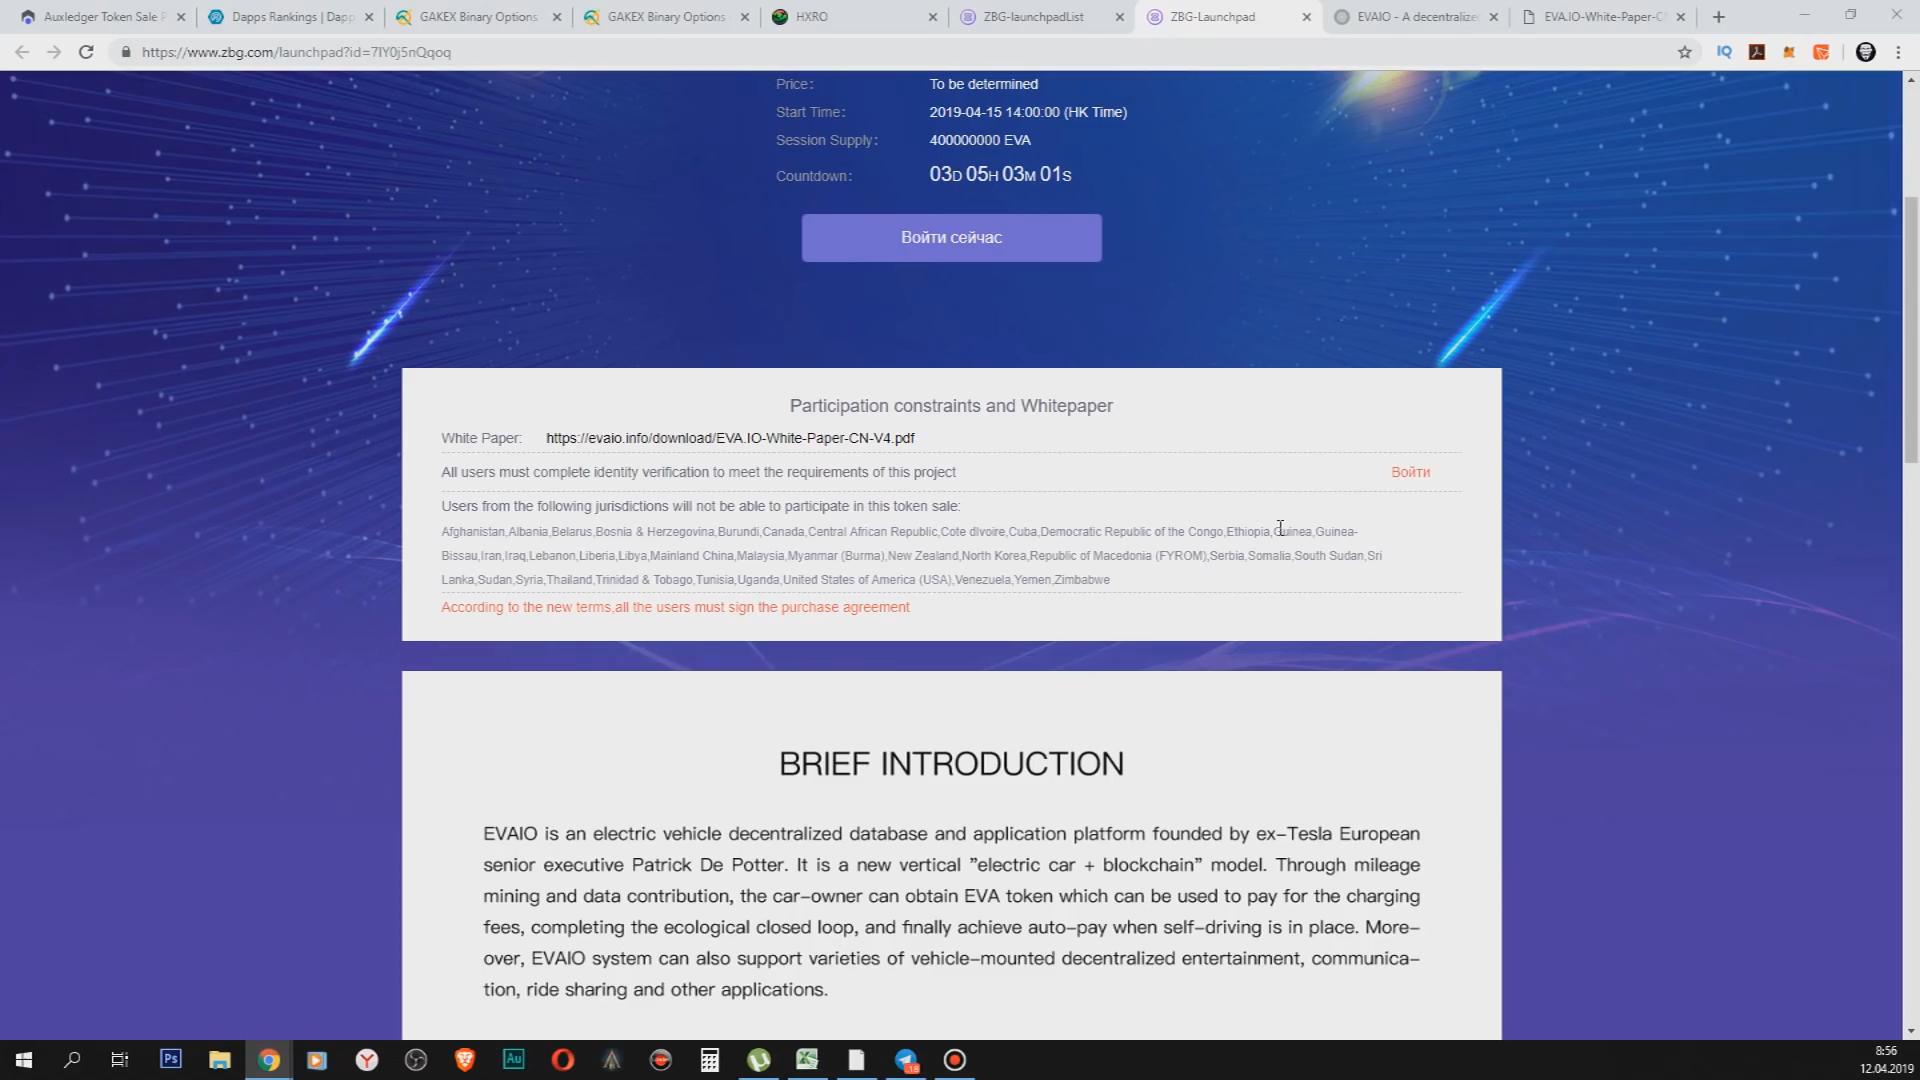 Auxledger Token Sale P
Dapps Rankings | Dapp
GAKEX Binary Options
GAKEX Binary Options
HXRO
ZBG-launchpadList
ZBG-Launchpad
EVAIO - A decentralize
EVA.IO-White-Paper-C
https://www.zbg.com/launchpad?id=7IY0j5nQqoq
Price: To be determined
Start Time: 2019-04-15 14:00:00 (HK Time)
Session Supply: 400000000 EVA
Countdown: 03D 05H 03M 01S
Войти сейчас
Participation constraints and Whitepaper
White Paper: https://evaio.info/download/EVA.IO-White-Paper-CN-V4.pdf
All users must complete identity verification to meet the requirements of this project Войти
Users from the following jurisdictions will not be able to participate in this token sale:
Afghanistan,Albania,Belarus,Bosnia & Herzegovina,Burundi,Canada,Central African Republic,Cote dIvoire,Cuba,Democratic Republic of the Congo,Ethiopia,Guinea,Guinea-
Bissau,Iran,Iraq,Lebanon,Liberia,Libya,Mainland China,Malaysia,Myanmar (Burma),New Zealand,North Korea,Republic of Macedonia (FYROM),Serbia,Somalia,South Sudan,Sri
Lanka,Sudan,Syria,Thailand,Trinidad & Tobago,Tunisia,Uganda,United States of America (USA),Venezuela,Yemen,Zimbabwe
According to the new terms,all the users must sign the purchase agreement
BRIEF INTRODUCTION
EVAIO is an electric vehicle decentralized database and application platform founded by ex-Tesla European
senior executive Patrick De Potter. It is a new vertical "electric car + blockchain" model. Through mileage
mining and data contribution, the car-owner can obtain EVA token which can be used to pay for the charging
fees, completing the ecological closed loop, and finally achieve auto-pay when self-driving is in place. More-
over, EVAIO system can also support varieties of vehicle-mounted decentralized entertainment, communica-
tion, ride sharing and other applications.
Ps
Au
18
8:56
12.04.2019